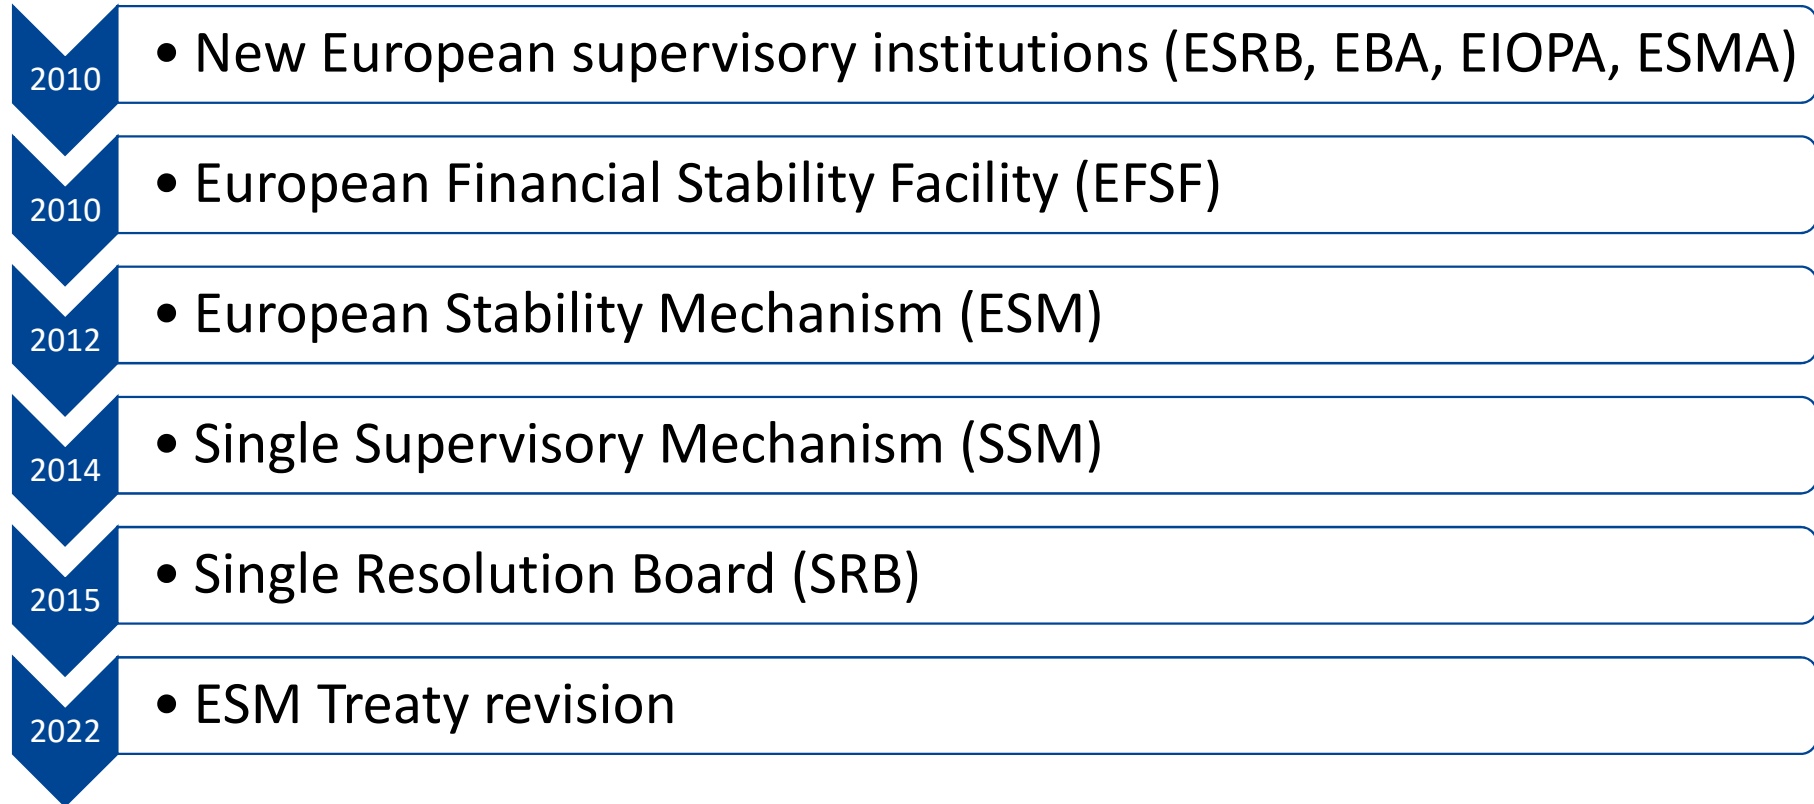 2010
• New European supervisory institutions (ESRB, EBA, EIOPA, ESMA)
2010
• European Financial Stability Facility (EFSF)
2012
• European Stability Mechanism (ESM)
2014
• Single Supervisory Mechanism (SSM)
2015
• Single Resolution Board (SRB)
2022
• ESM Treaty revision